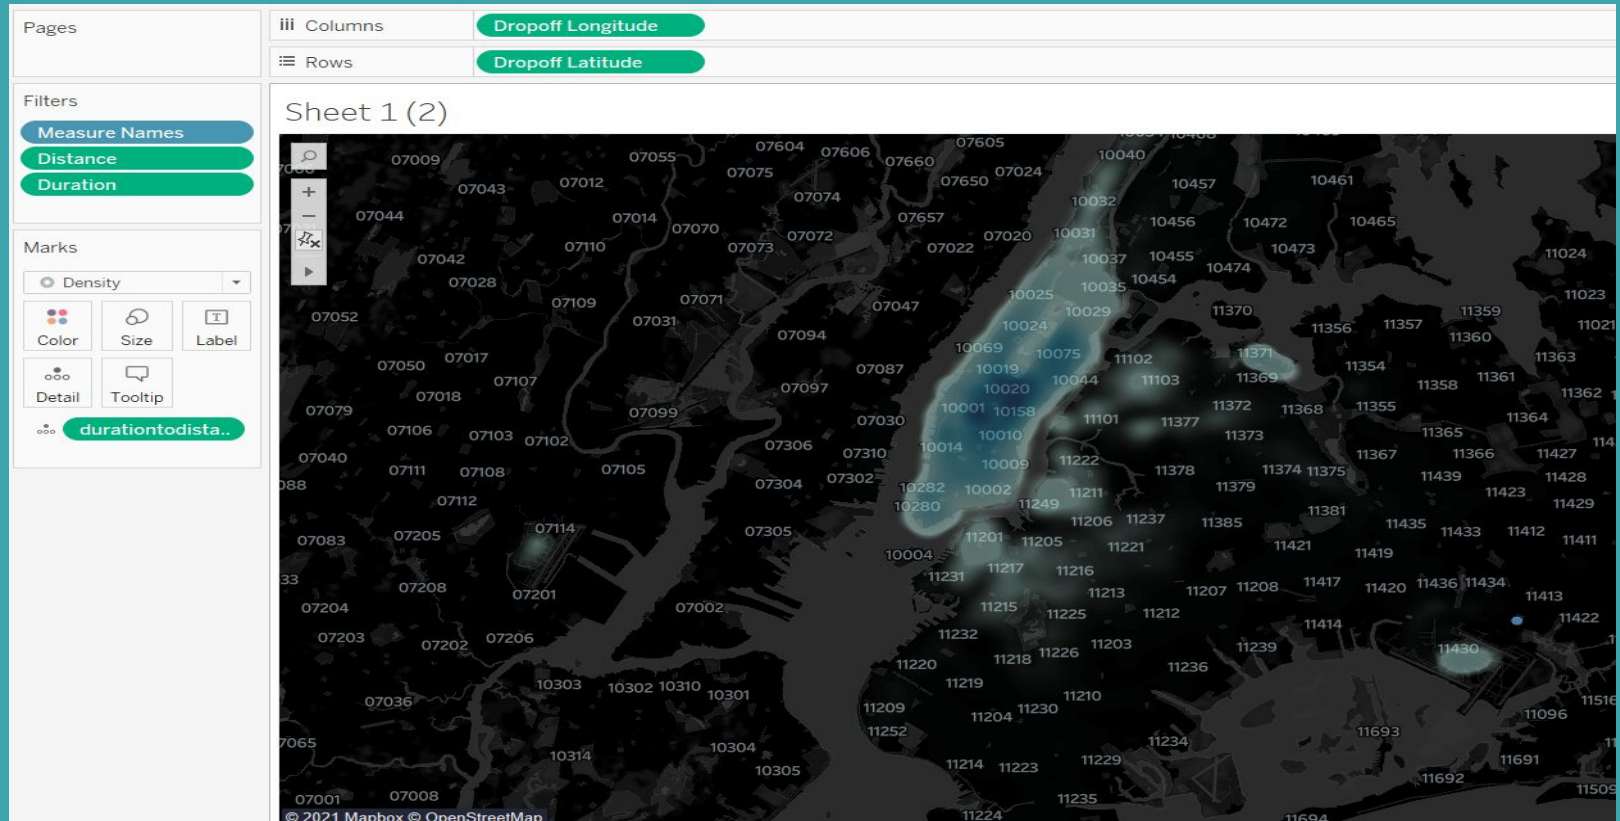 Pages
iii Columns
Dropoff Longitude
Rows
Dropoff Latitude
Filters
Measure Names
Distance
Duration
Marks
Density
Color
Size
Label
Detail
Tooltip
durationtodista..
Sheet 1 (2)
07605
07604 07606 07660 10040
07009 07055
07075 07650 07024 10457 10461
07043 07012
07074 10032
07044 07014 07657 10456 10472 10465
07070 07072 07020 10031
07110 07073 07022 10473 11024
07042 10037 10455 10474
07028 10035 10454
07109 07071 07047 10025 11023
07052 07031 10029 11370 11359
10024 11356 11357 11021
07094 11360
07017 10069 10075 11102 11371 11363
07050 07087 10019 11354
07107 10020 10044 11103 11369 11358 11361
07018 07097 11362
07079 07099 10001 10158 11101 11372 11368 11355
07030 11377 11364
07106 07103 07102 10010 11373 11365
07306 10014
07040 07310 10009 11222 11367 11366 11427
07111 07108 07105 11378 11374 11375
07304 07302 10282 10002 11379 11439 11428
07112 10280 11249 11211 11423 11429
07114 07305 11206 11237 11385 11381 11435
07083 07205 11201 11205 11433 11412 11411
10004 11221 11421 11419
33 11231 11217 11216
07208 07201 11213 11207 11208 11417 11420 11436 11434 11413
07204 07002 11215 11225 11212 11422
07203 07206 11232 11414
07202 11203 11239 11430
11220 11218 11226 11236
10303 10302 10310 10301 11219
07036 11209 11210 11516
11204 11230 11096
11252 11693
7065 10304 11234
10314 11691
10305 11214 11223 11229 11692
07001 07008 11235 11509
11224 11694
© 2021 Mapbox © OpenStreetMap